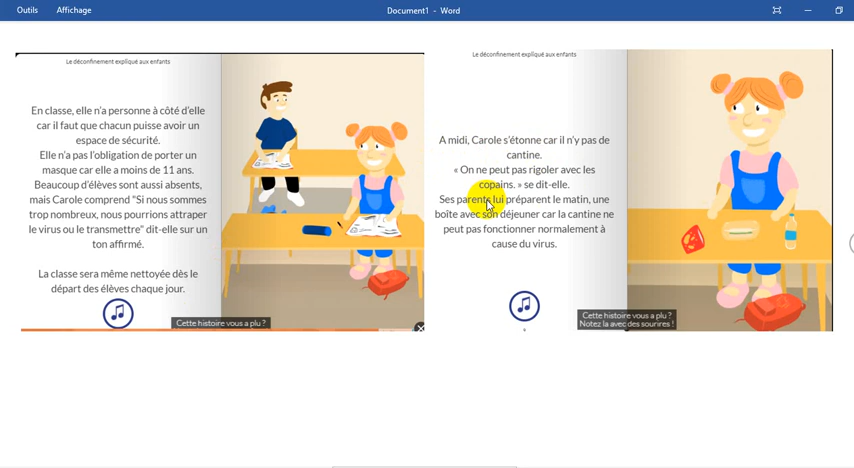 Outils Affichage Document1 - Word
Le déconfinement expliqué aux enfants
En classe, elle n'a personne à côté d'elle
car il faut que chacun puisse avoir un
espace de sécurité.
Elle n'a pas l'obligation de porter un
masque car elle a moins de 11 ans.
Beaucoup d'élèves sont aussi absents,
mais Carole comprend "Si nous sommes
trop nombreux, nous pourrions attraper
le virus ou le transmettre" dit-elle sur un
ton affirmé.
La classe sera même nettoyée dès le
départ des élèves chaque jour.
Cette histoire vous a plu ?
Le déconfinement expliqué aux enfants
A midi, Carole s'étonne car il n'y pas de
cantine.
« On ne peut pas rigoler avec les
copains. » se dit-elle.
Ses parents lui préparent le matin, une
boîte avec son déjeuner car la cantine ne
peut pas fonctionner normalement à
cause du virus.
Cette histoire vous a plu ?
Notez la avec des sourires !